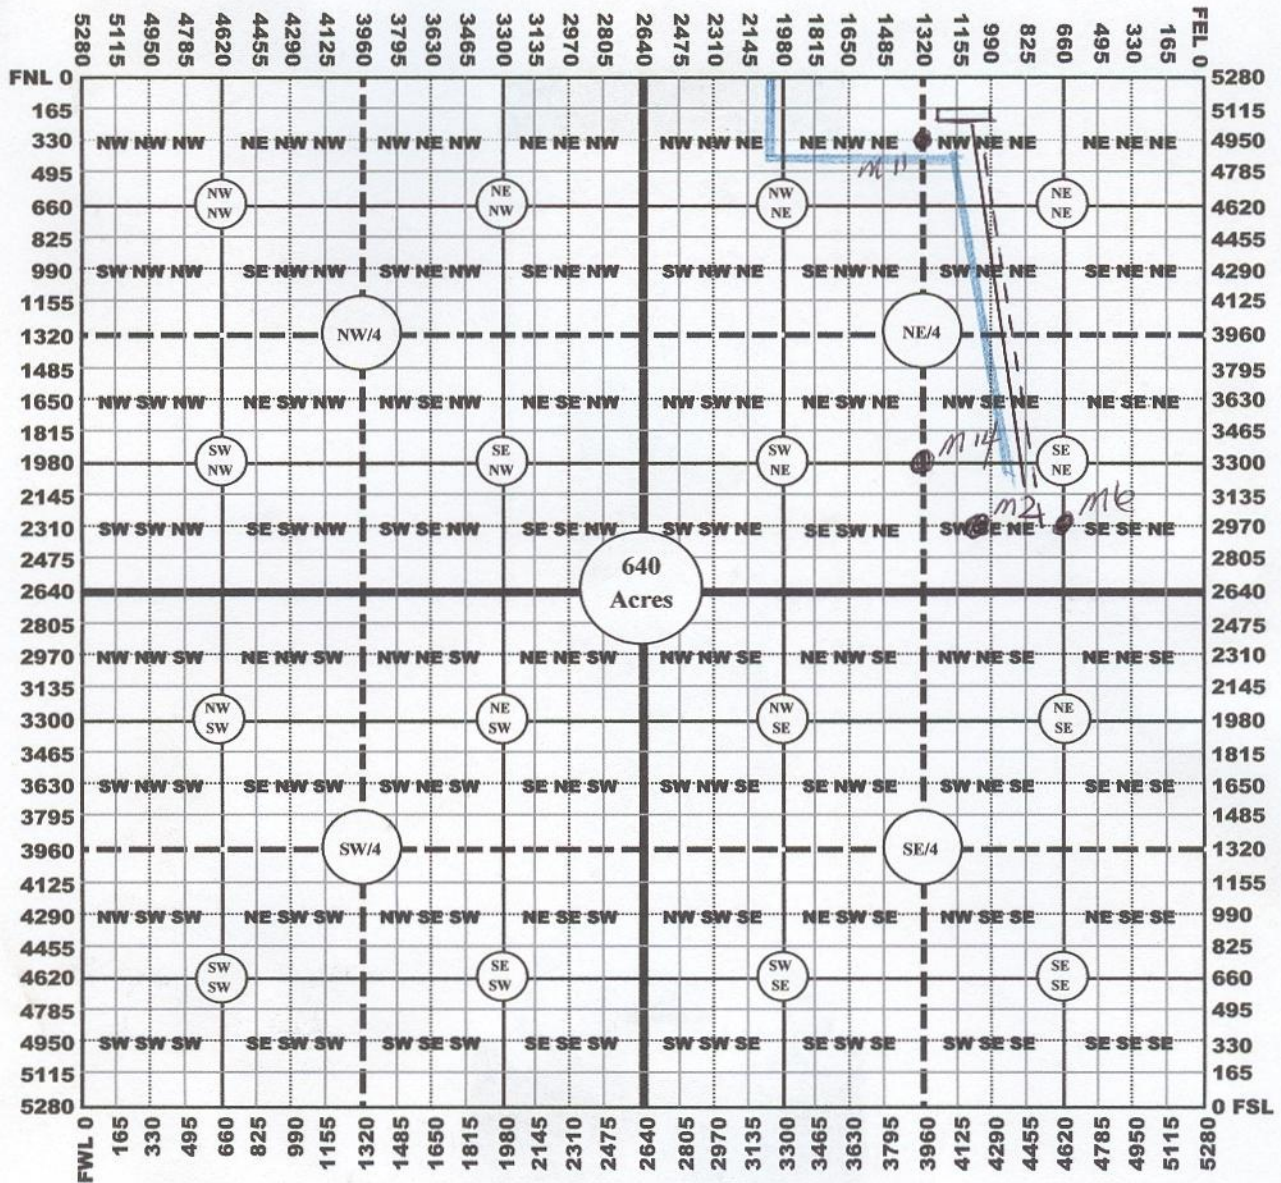 5280 5115 4950 4785 4620 4455 4290 4125 3960 3795 3630 3465 3300 3135 2970 2805 2640 2475 2310 2145 1980 1815 1650 1485 1320 1155 990 825 660 495 330 165 FEL 0
FNL 0 5280
165 5115
330 NW NW NW NE NW NW NW NE NW NE NE NW NW NW NE NE NW NE NW NE NE NE NE NE 4950
495 M 11 4785
660 NW NW NE NW NW NE NE NE 4620
825 4455
990 SW NW NW SE NW NW SW NE NW SE NE NW SW NW NE SE NW NE SW NE NE SE NE NE 4290
1155 4125
1320 NW/4 NE/4 3960
1485 3795
1650 NW SW NW NE SW NW NW SE NW NE SE NW NW SW NE NE SW NE NW SE NE NE SE NE 3630
1815 3465
1980 SW NW SE NW SW NE M 14 SE NE 3300
2145 3135
2310 SW SW NW SE SW NW SW SE NW SE SE NW SW SW NE SE SW NE SW SE NE SE SE NE 2970
2475 2805
2640 640 Acres 2640
2805 2475
2970 NW NW SW NE NW SW NW NE SW NE NE SW NW NW SE NE NW SE NW NE SE NE NE SE 2310
3135 2145
3300 NW SW NE SW NW SE NE SE 1980
3465 1815
3630 SW NW SW SE NW SW SW NE SW SE NE SW SW NW SE SE NW SE SW NE SE SE NE SE 1650
3795 1485
3960 SW/4 SE/4 1320
4125 1155
4290 NW SW SW NE SW SW NW SE SW NE SE SW NW SW SE NE SW SE NW SE SE NE SE SE 990
4455 825
4620 SW SW SE SW SW SE SE SE 660
4785 495
4950 SW SW SW SE SW SW SW SE SW SE SE SW SW SW SE SE SW SE SW SE SE SE SE SE 330
5115 165
5280 0 FSL
FWL 0 165 330 495 660 825 990 1155 1320 1485 1650 1815 1980 2145 2310 2475 2640 2805 2970 3135 3300 3465 3630 3795 3960 4125 4290 4455 4620 4785 4950 5115 5280